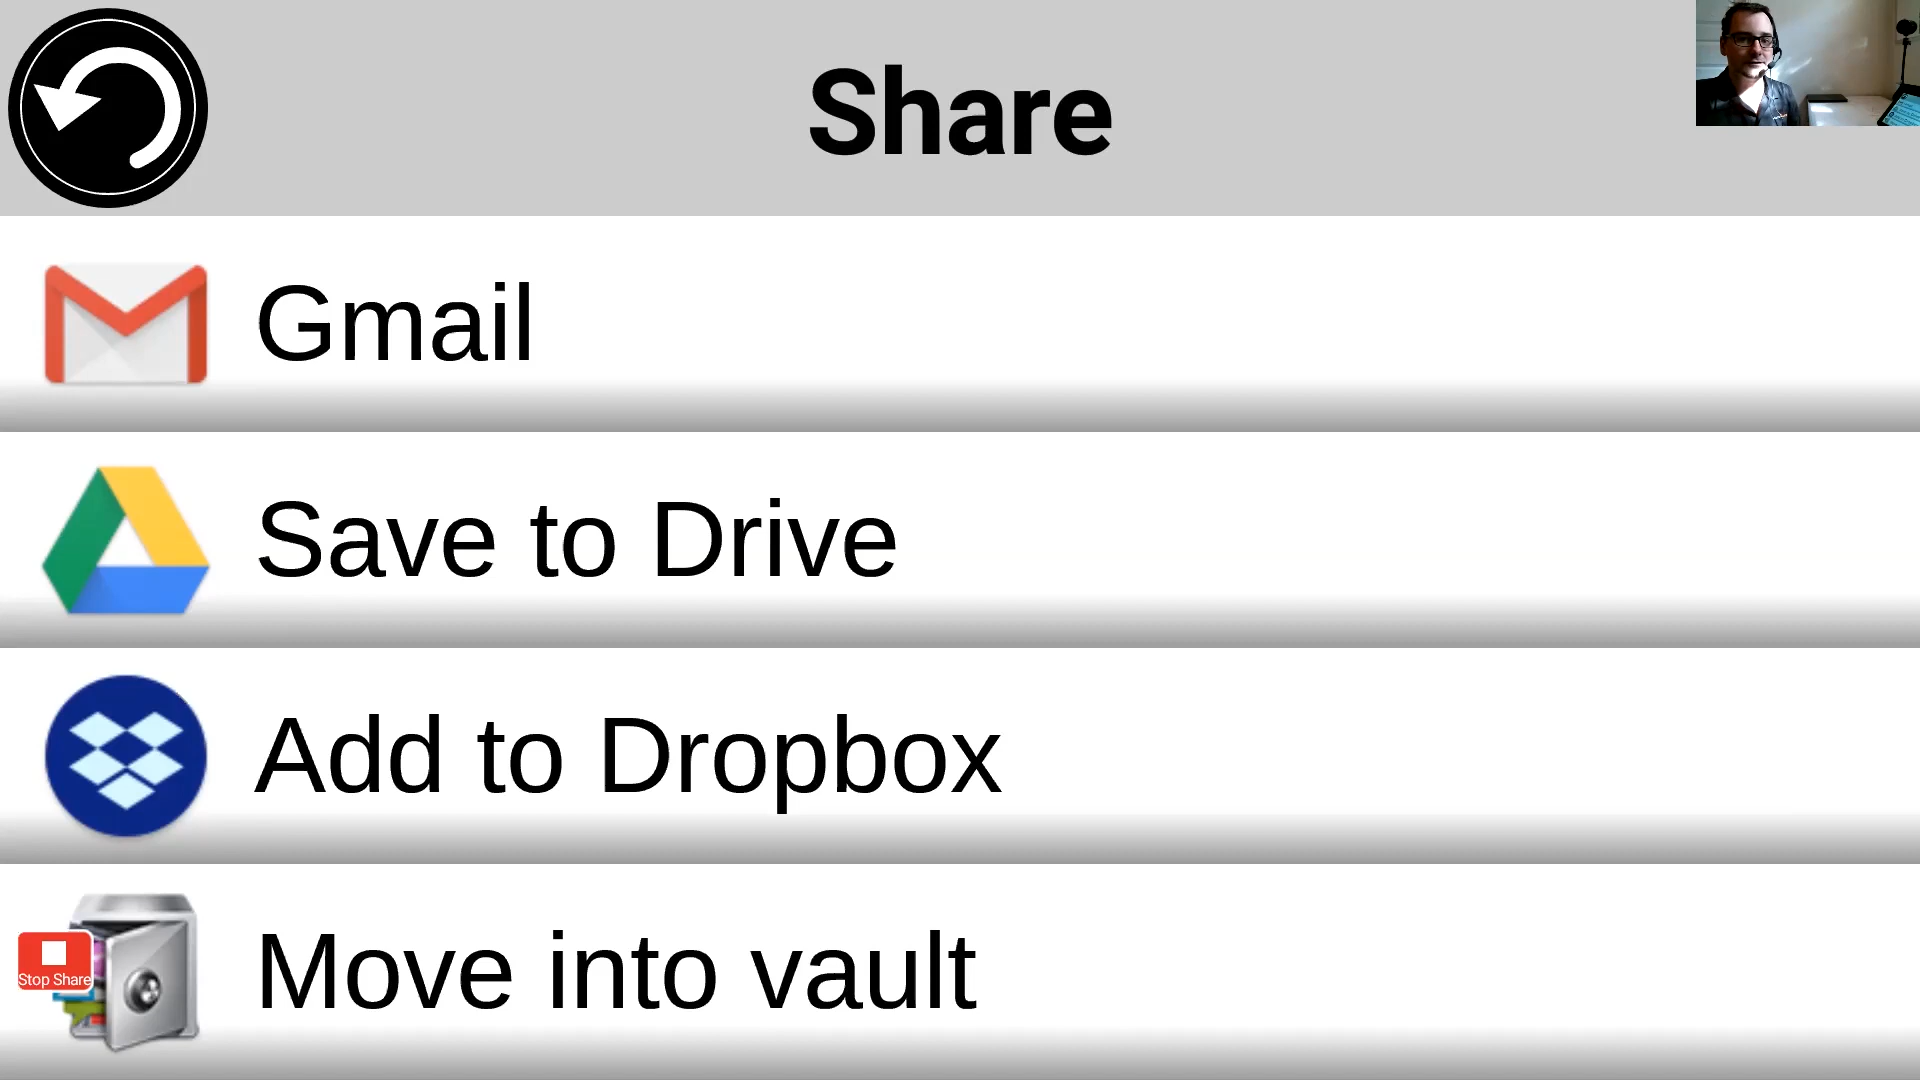 Share
Gmail
Save to Drive
Add to Dropbox
Move into vault
Stop Share